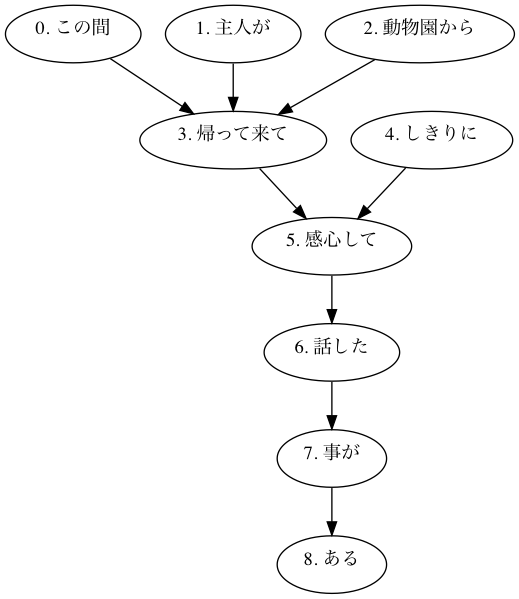 0. この間
1. 主人が
2. 動物園から
3. 帰って来て
4. しきりに
5. 感心して
6. 話した
7. 事が
8. ある